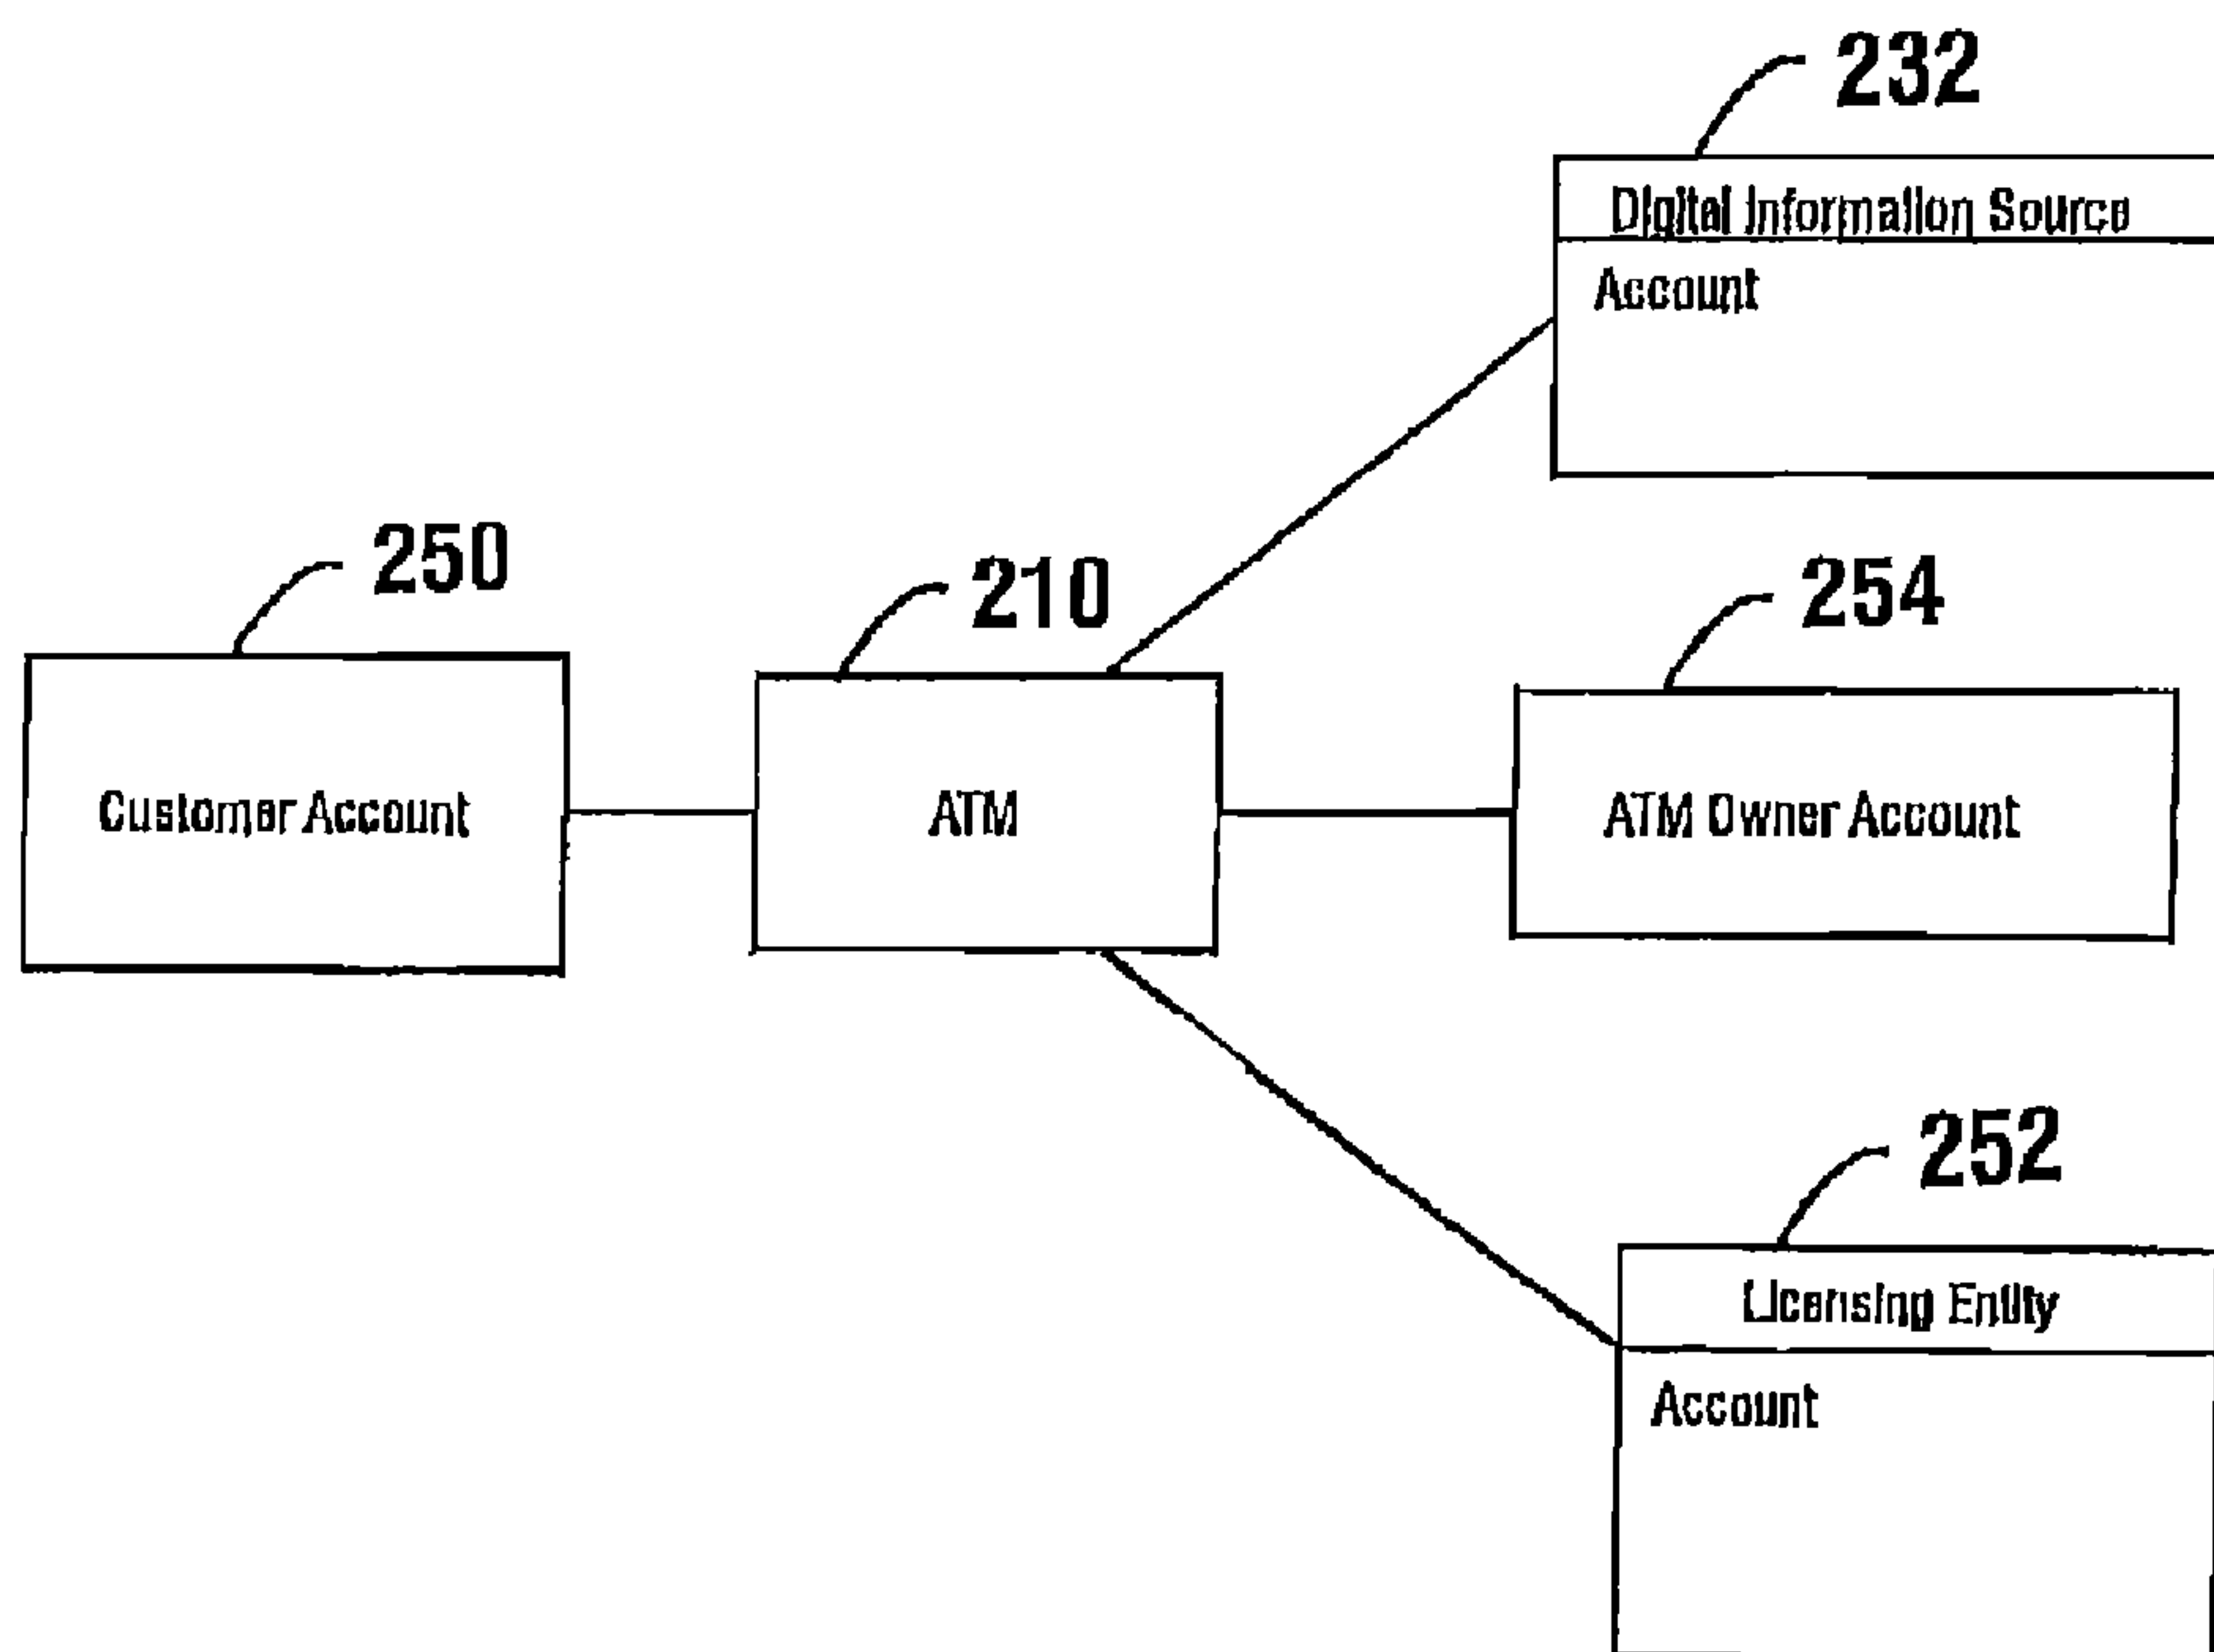 232
Digital Information Source
Account
250
210
254
Customer Account
ATM
ATM Owner Account
252
Licensing Entity
Account